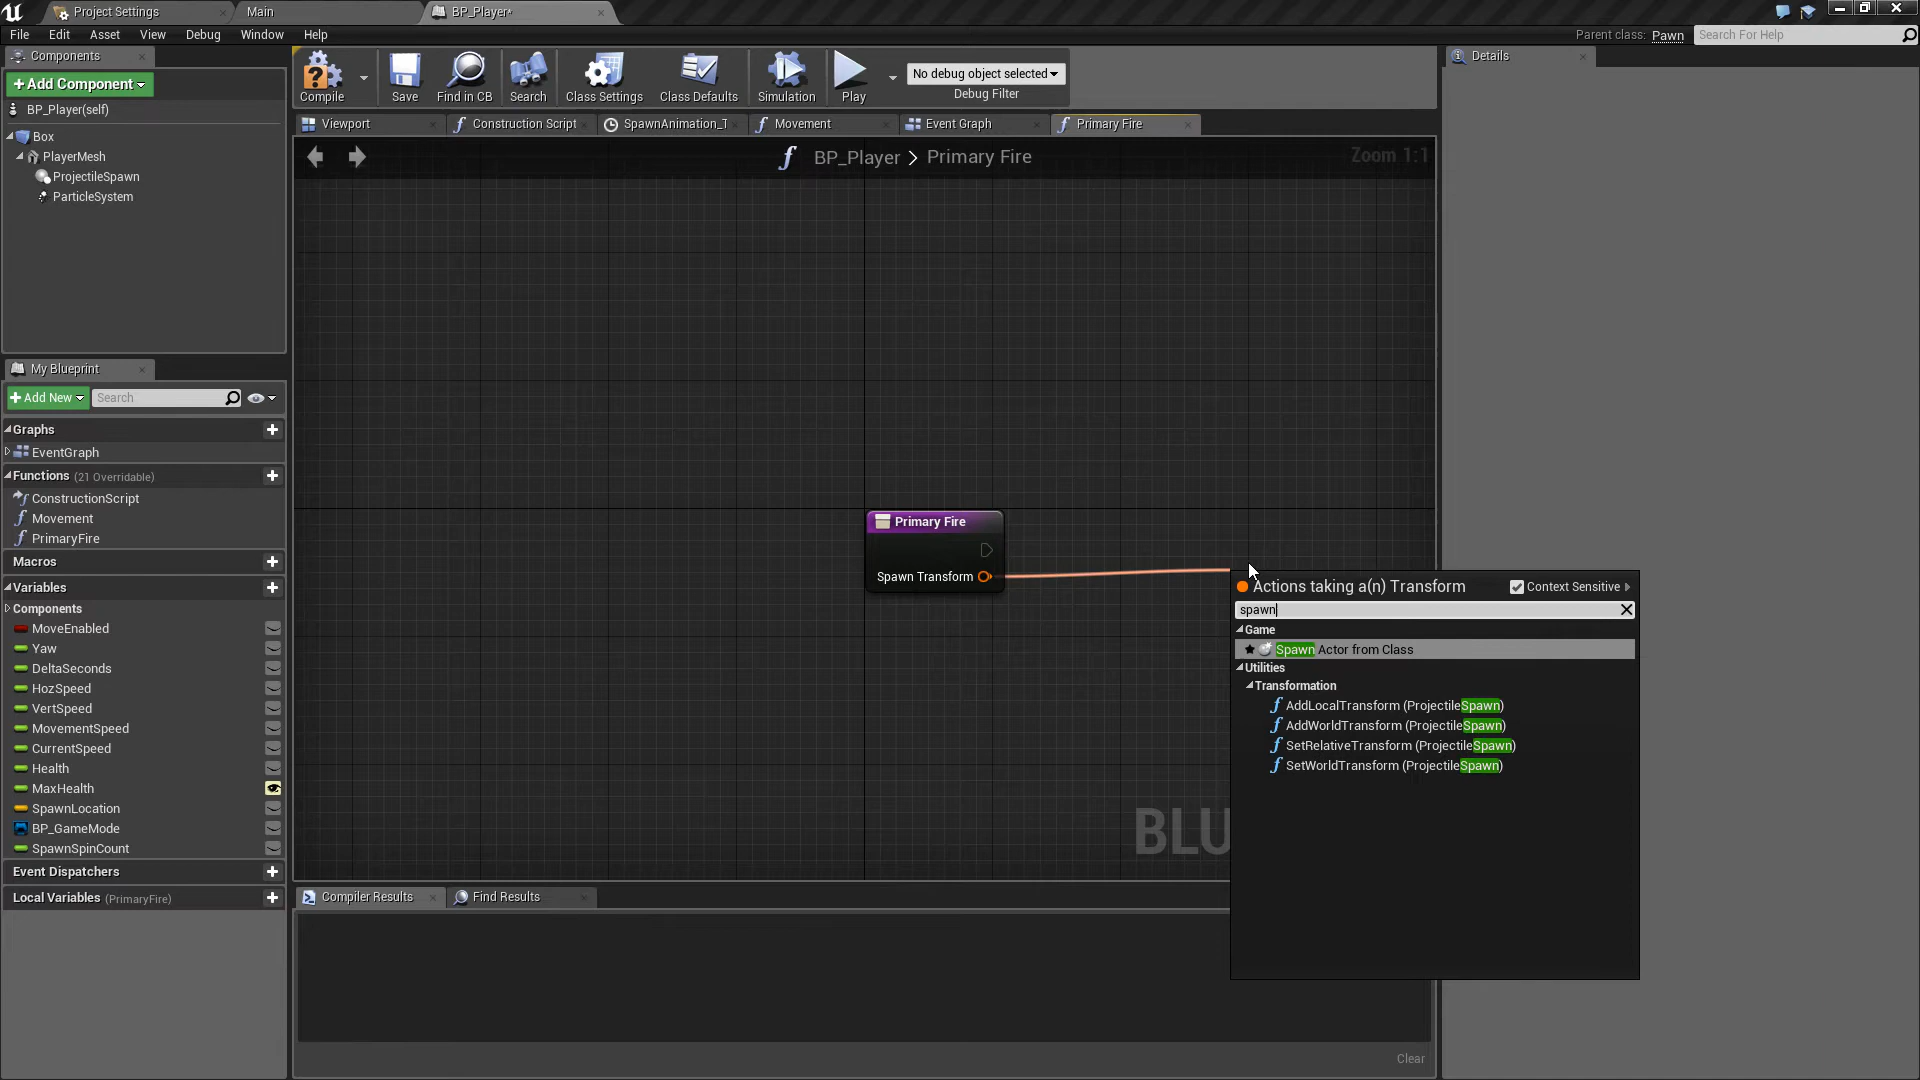 Project Settings
Main
BP_Player*
File Edit Asset View Debug Window Help
Parent class: Pawn
Search For Help
Components
+ Add Component
BP_Player(self)
Box
PlayerMesh
ProjectileSpawn
ParticleSystem
Compile
Save
Find in CB
Search
Class Settings
Class Defaults
Simulation
Play
No debug object selected
Debug Filter
Details
Viewport
Construction Script
SpawnAnimation_T
Movement
Event Graph
Primary Fire
BP_Player > Primary Fire
Zoom 1:1
My Blueprint
+ Add New
Search
Graphs
EventGraph
Functions (21 Overridable)
ConstructionScript
Movement
PrimaryFire
Macros
Variables
Components
MoveEnabled
Yaw
DeltaSeconds
HozSpeed
VertSpeed
MovementSpeed
CurrentSpeed
Health
MaxHealth
SpawnLocation
BP_GameMode
SpawnSpinCount
Event Dispatchers
Local Variables (PrimaryFire)
Primary Fire
Spawn Transform
Actions taking a(n) Transform
Context Sensitive
spawn
Game
Spawn Actor from Class
Utilities
Transformation
AddLocalTransform (ProjectileSpawn)
AddWorldTransform (ProjectileSpawn)
SetRelativeTransform (ProjectileSpawn)
SetWorldTransform (ProjectileSpawn)
BLU
Compiler Results
Find Results
Clear